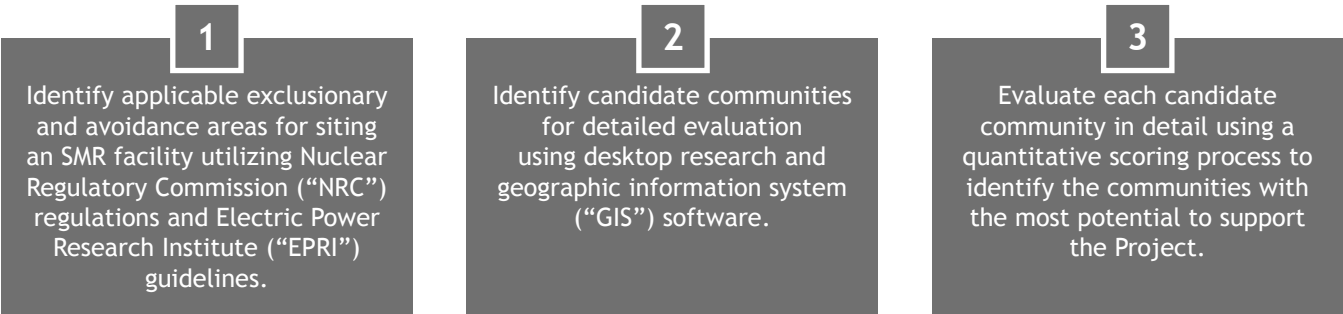 1
Identify applicable exclusionary
and avoidance areas for siting
an SMR facility utilizing Nuclear
Regulatory Commission (“NRC”)
regulations and Electric Power
Research Institute (“EPRI”)
guidelines.
2
Identify candidate communities
for detailed evaluation
using desktop research and
geographic information system
(“GIS”) software.
3
Evaluate each candidate
community in detail using a
quantitative scoring process to
identify the communities with
the most potential to support
the Project.